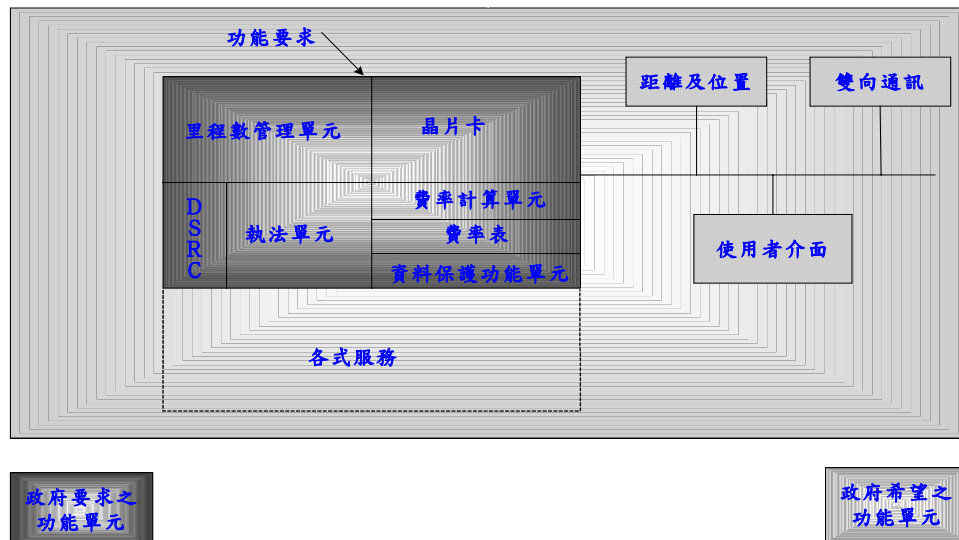 功能要求
距離及位置
雙向通訊
里程數管理單元
晶片卡
DSRC
執法單元
費率計算單元
費率表
資料保護功能單元
使用者介面
各式服務
政府要求之
功能單元
政府希望之
功能單元